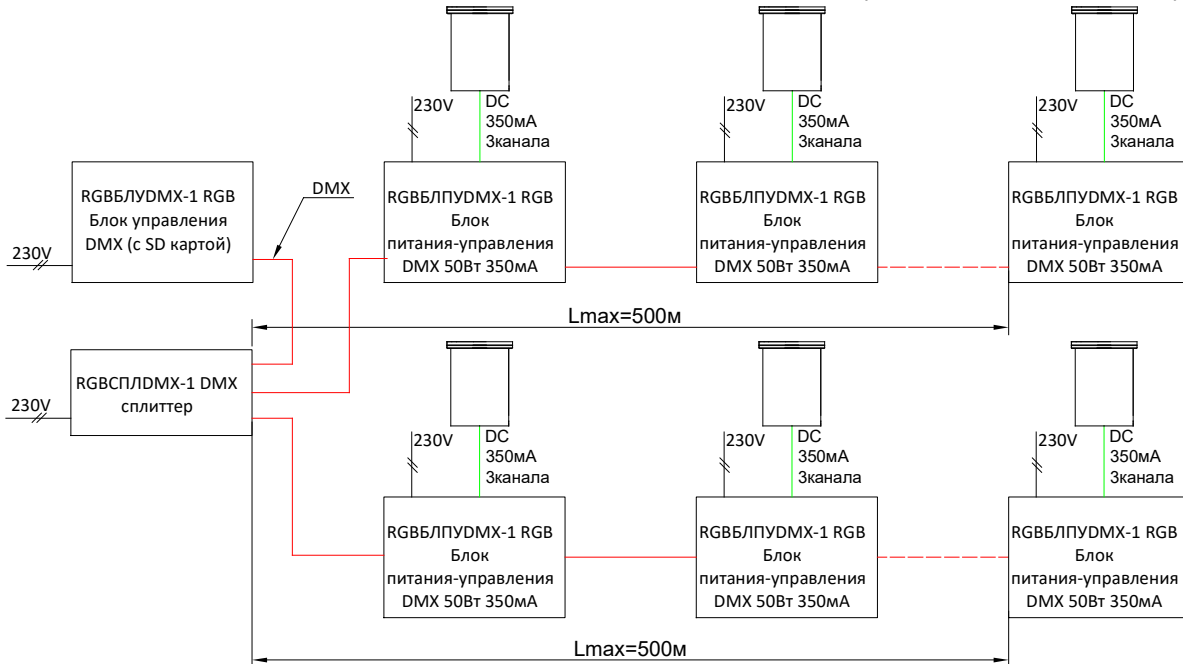 230V
DC
350мА
3канала
230V
DC
350мА
3канала
230V
DC
350мА
3канала
RGBБЛУDMX-1 RGB
Блок управления
DMX (с SD картой)
230V
DMX
RGBБЛПУDMX-1 RGB
Блок
питания-управления
DMX 50Вт 350мА
RGBБЛПУDMX-1 RGB
Блок
питания-управления
DMX 50Вт 350мА
RGBБЛПУDMX-1 RGB
Блок
питания-управления
DMX 50Вт 350мА
Lmax=500м
RGBСПЛDMX-1 DMX
сплиттер
230V
230V
DC
350мА
3канала
230V
DC
350мА
3канала
230V
DC
350мА
3канала
RGBБЛПУDMX-1 RGB
Блок
питания-управления
DMX 50Вт 350мА
RGBБЛПУDMX-1 RGB
Блок
питания-управления
DMX 50Вт 350мА
RGBБЛПУDMX-1 RGB
Блок
питания-управления
DMX 50Вт 350мА
Lmax=500м